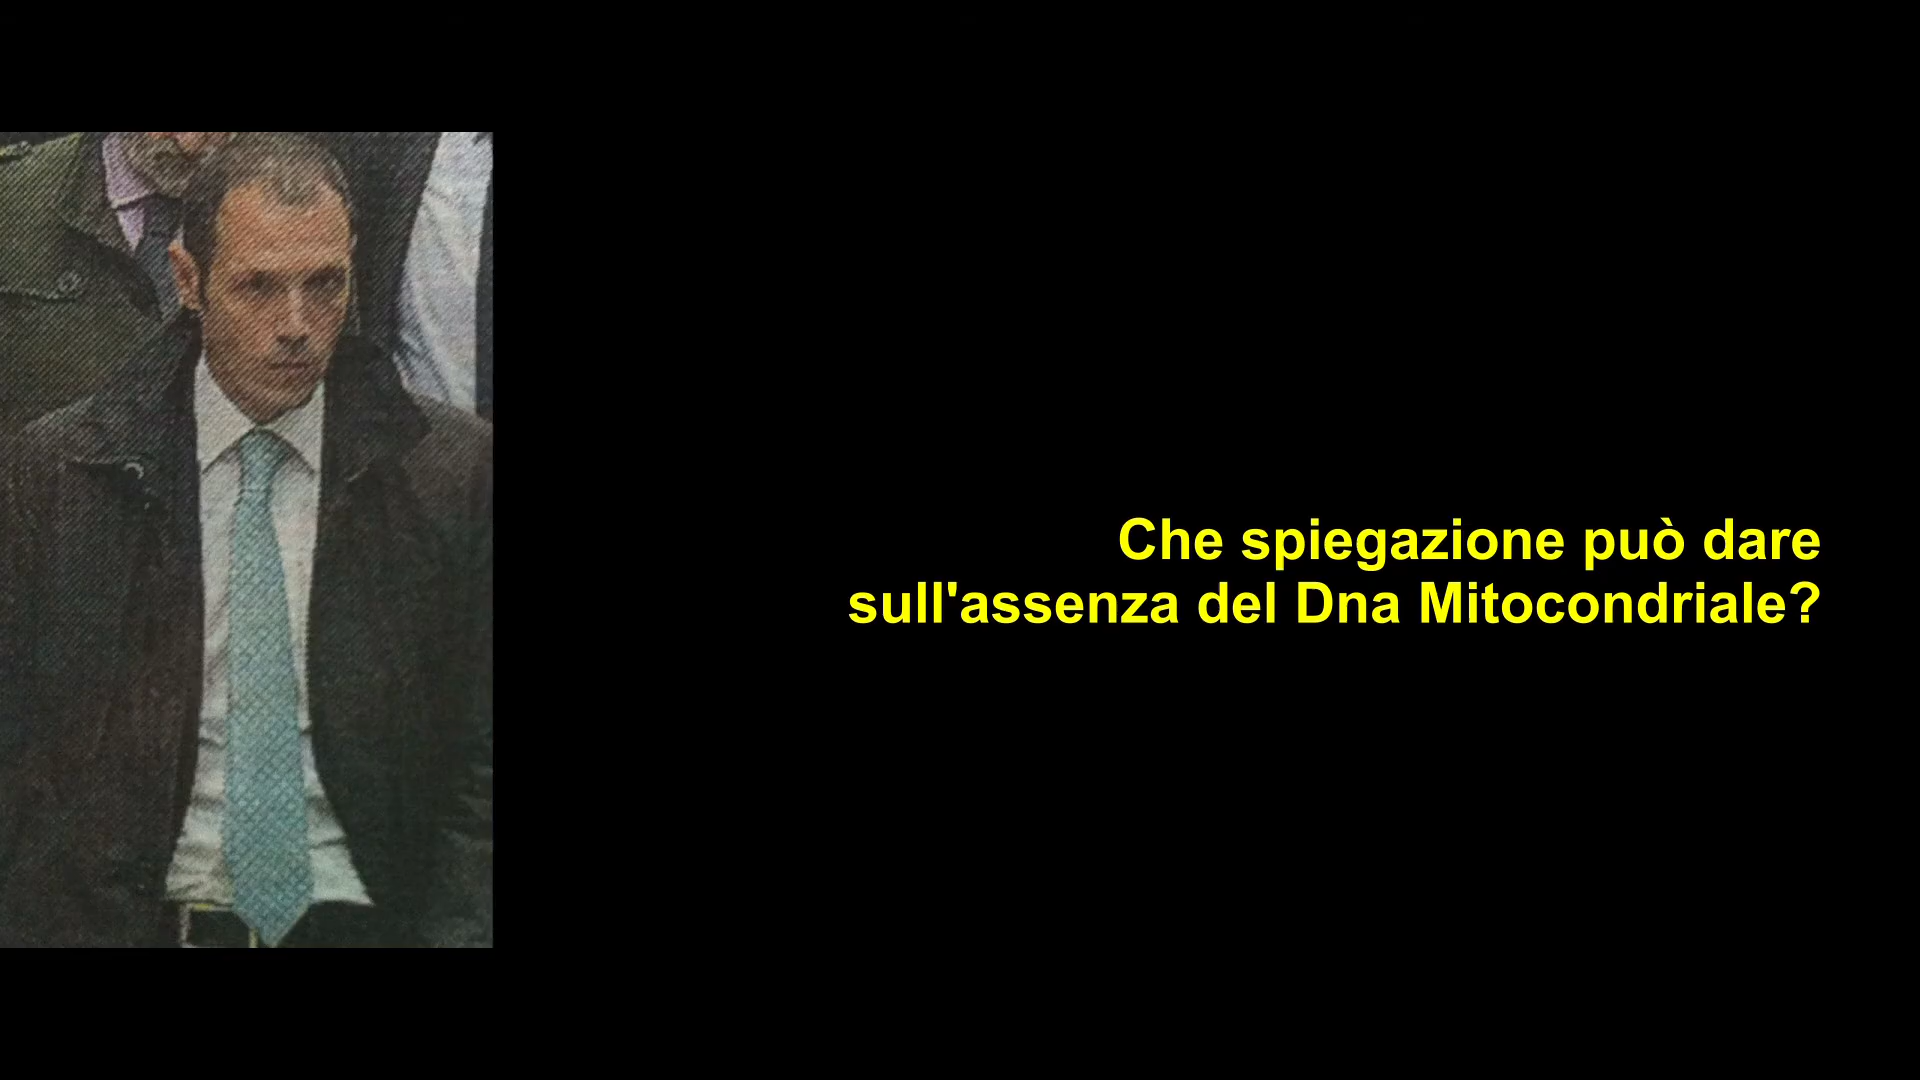 Che spiegazione può dare
sull'assenza del Dna Mitocondriale?